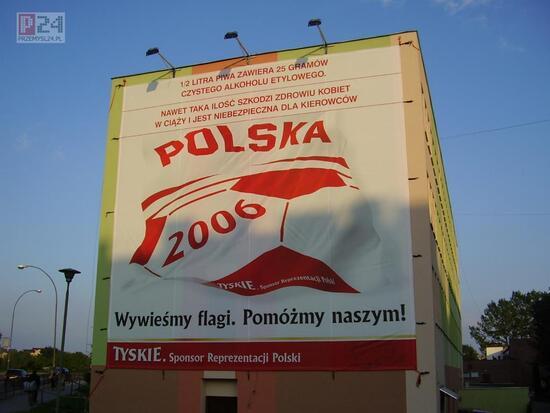 P24
PRZEMYSL24.PL
1/2 LITRA PIWA ZAWIERA 25 GRAMÓW
CZYSTEGO ALKOHOLU ETYLOWEGO.
NAWET TAKA ILOŚĆ SZKODZI ZDROWIU KOBIET
W CIĄŻY I JEST NIEBEZPIECZNA DLA KIEROWCÓW
POLSKA
2006
TYSKIE. Sponsor Reprezentacji Polski
Wywieśmy flagi. Pomóżmy naszym!
TYSKIE. Sponsor Reprezentacji Polski